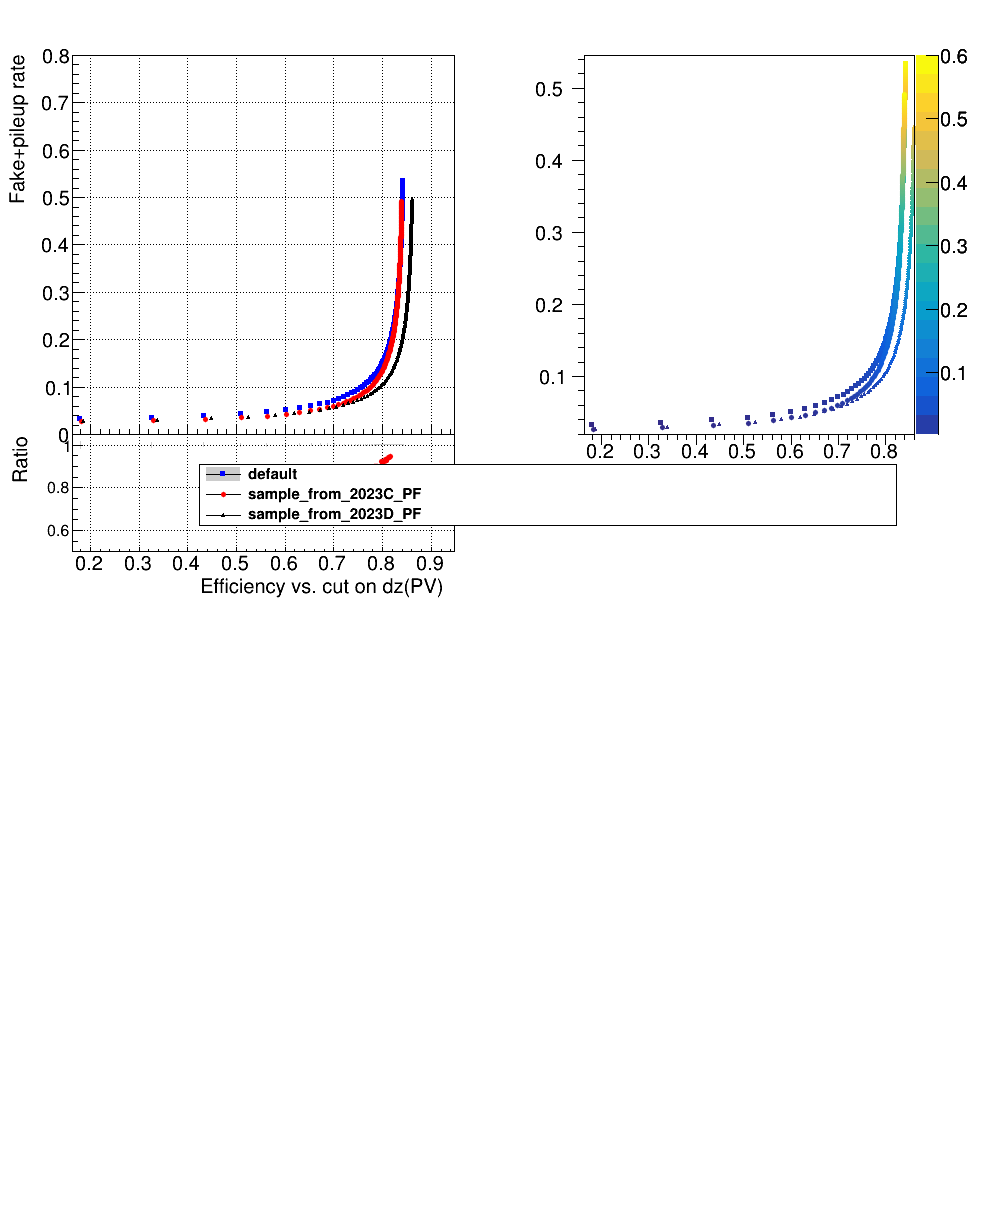 Fake+pileup rate
0.8
0.7
0.6
0.5
0.4
0.3
0.2
0.1
0
Ratio
1
0.8
0.6
0.2 0.3 0.4 0.5 0.6 0.7 0.8 0.9
Efficiency vs. cut on dz(PV)
default
sample_from_2023C_PF
sample_from_2023D_PF
0.5
0.4
0.3
0.2
0.1
0.2 0.3 0.4 0.5 0.6 0.7 0.8
0.6
0.5
0.4
0.3
0.2
0.1